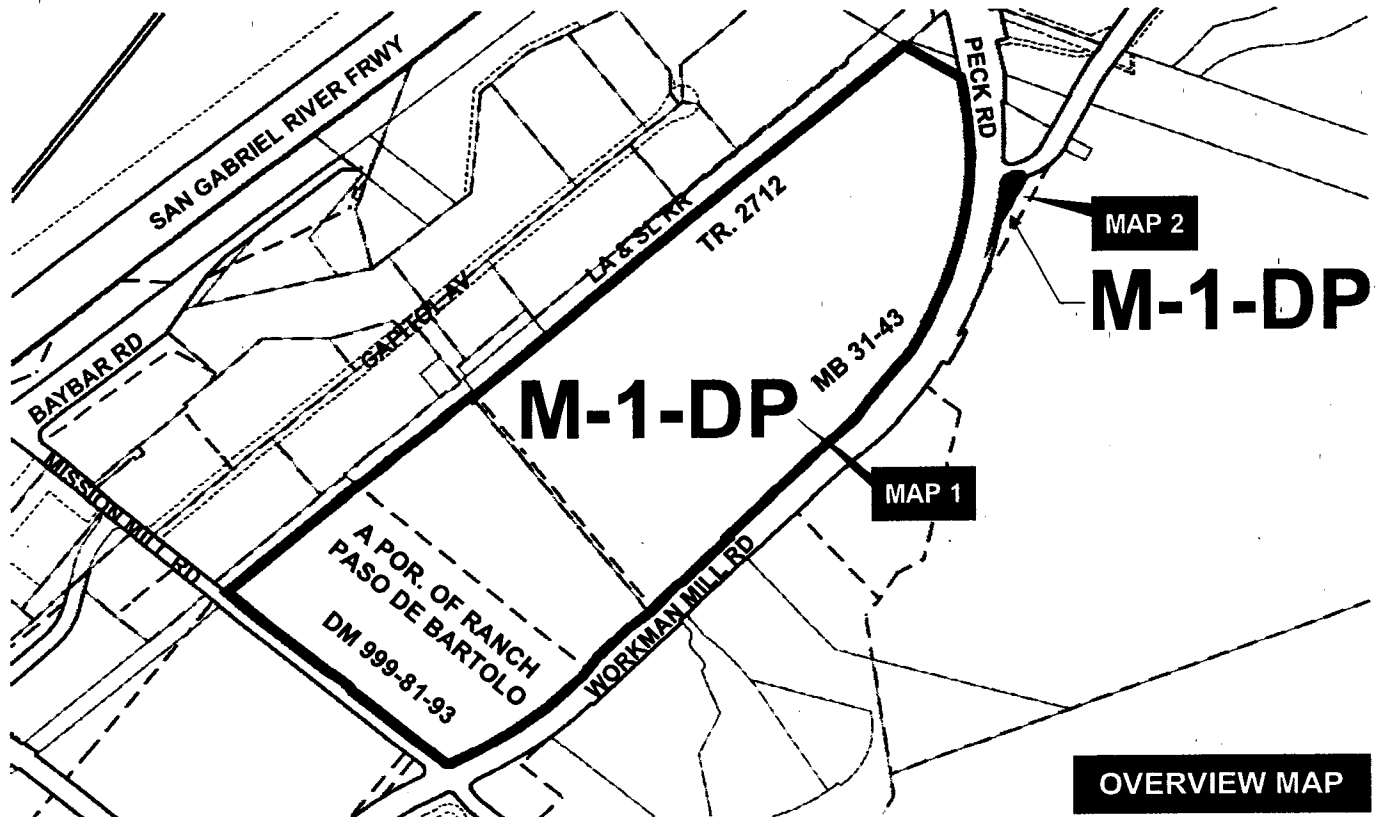 SAN GABRIEL RIVER FRWY
PECK RD
TR. 2712
LA & SL RR
MAP 2
M-1-DP
CAPITOL AV
BAYBAR RD
MB 31-43
M-1-DP
MAP 1
MISSION MILL RD
A POR. OF RANCH
PASO DE BARTOLO
DM 999-81-93
WORKMAN MILL RD
OVERVIEW MAP